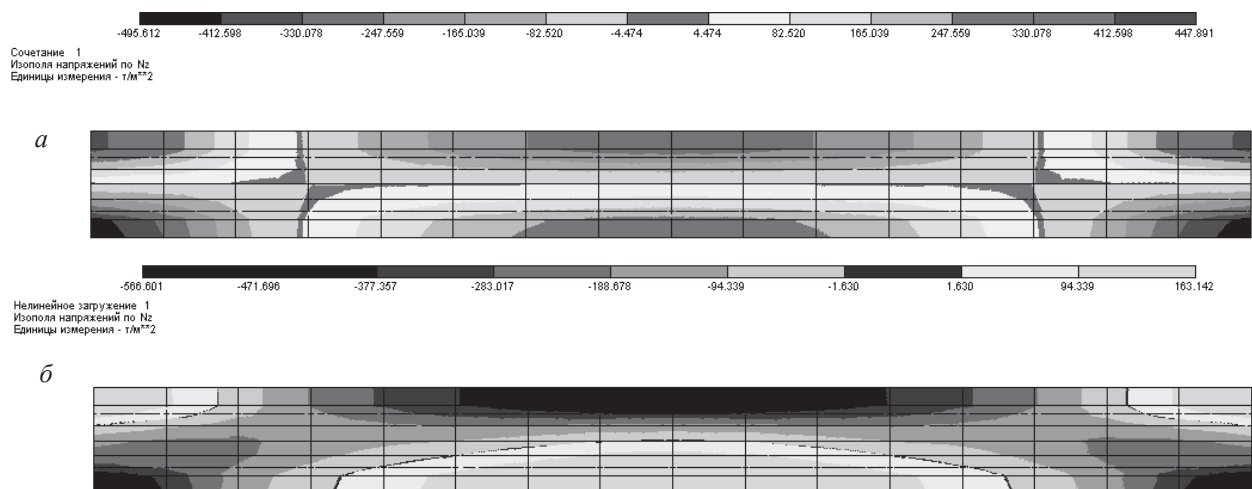 -495.612 -412.598 -330.078 -247.559 -165.039 -82.520 -4.474 4.474 82.520 165.039 247.559 330.078 412.598 447.891
Сочетание 1
Изополя напряжений по Nz
Единицы измерения - т/м**2
а
-566.601 -471.696 -377.357 -283.017 -188.678 -94.339 -1.630 1.630 94.339 163.142
Нелинейное загружение 1
Изополя напряжений по Nz
Единицы измерения - т/м**2
б